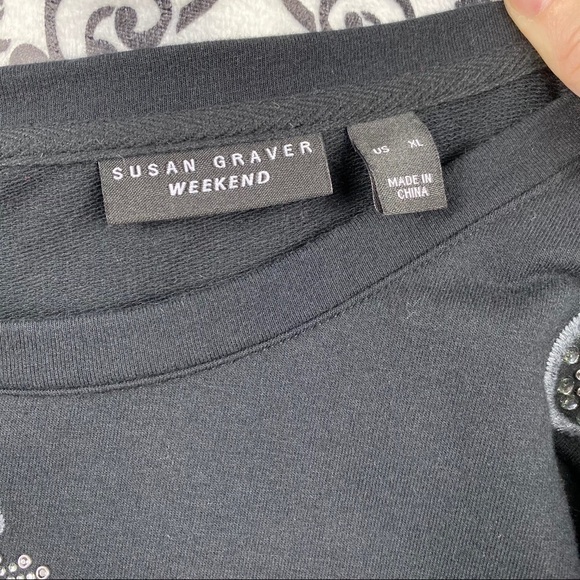 SUSAN GRAVER
WEEKEND
US XL
MADE IN
CHINA